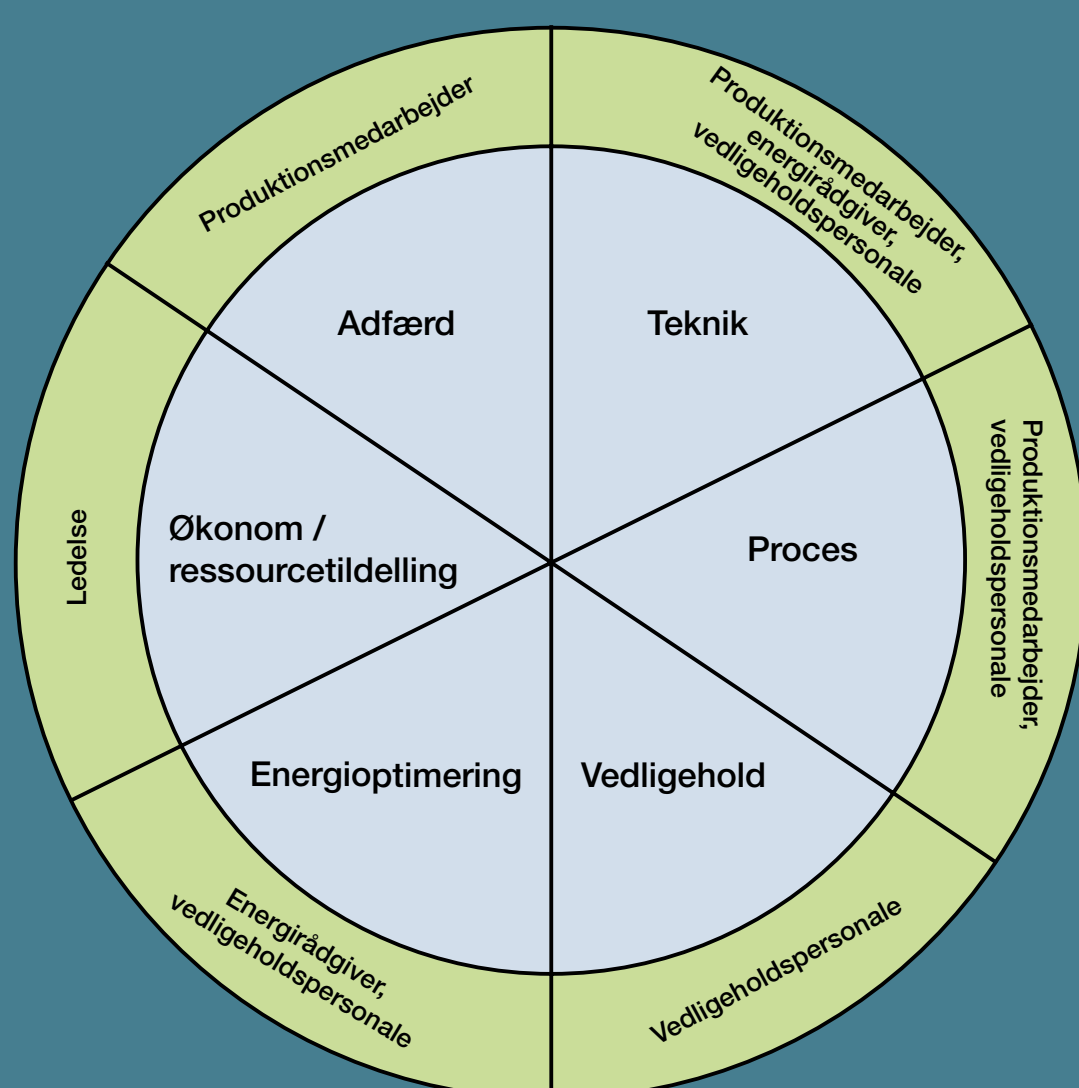 Produktionsmedarbejder
Produktionsmedarbejder,
energirådgiver,
vedligeholdspersonale
Adfærd
Teknik
Produktionsmedarbejder,
vedligeholdspersonale
Ledelse
Økonom /
ressourcetildelling
Proces
Energioptimering
Vedligehold
Energirådgiver,
vedligeholdspersonale
Vedligeholdspersonale